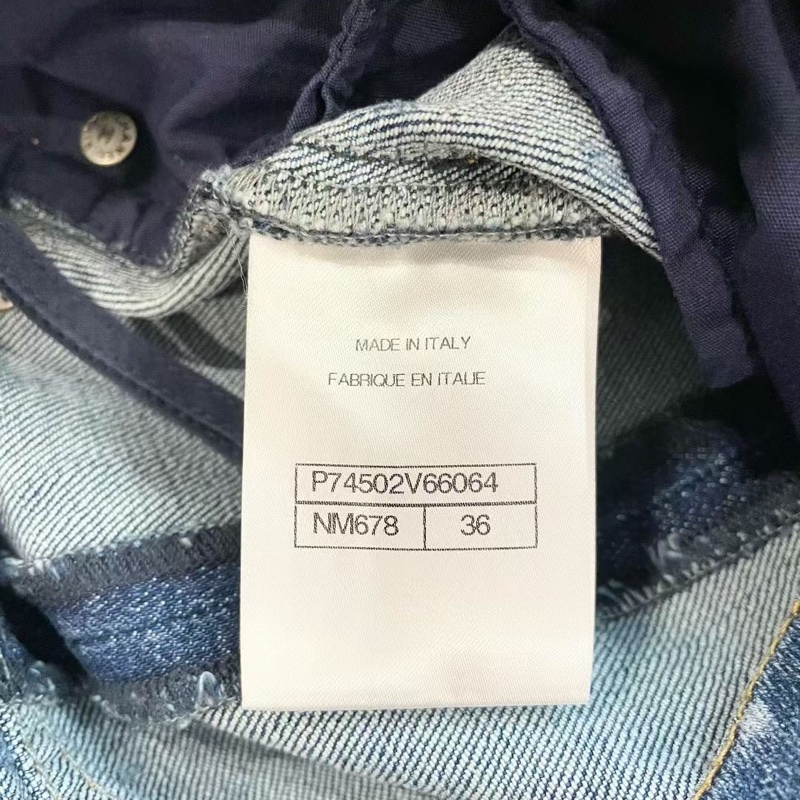 MADE IN ITALY
FABRIQUE EN ITALIE
P74502V66064
NM678 36